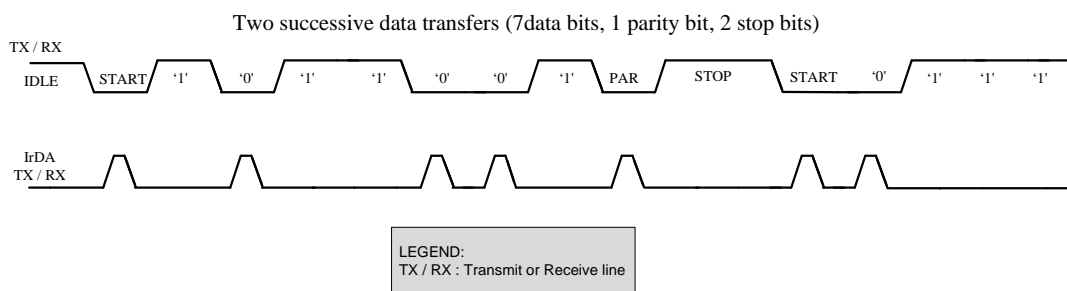 Two successive data transfers (7data bits, 1 parity bit, 2 stop bits)
TX / RX
IDLE START ‘1’ ‘0’ ‘1’ ‘1’ ‘0’ ‘0’ ‘1’ PAR STOP START ‘0’ ‘1’ ‘1’ ‘1’
IrDA
TX / RX
LEGEND:
TX / RX : Transmit or Receive line